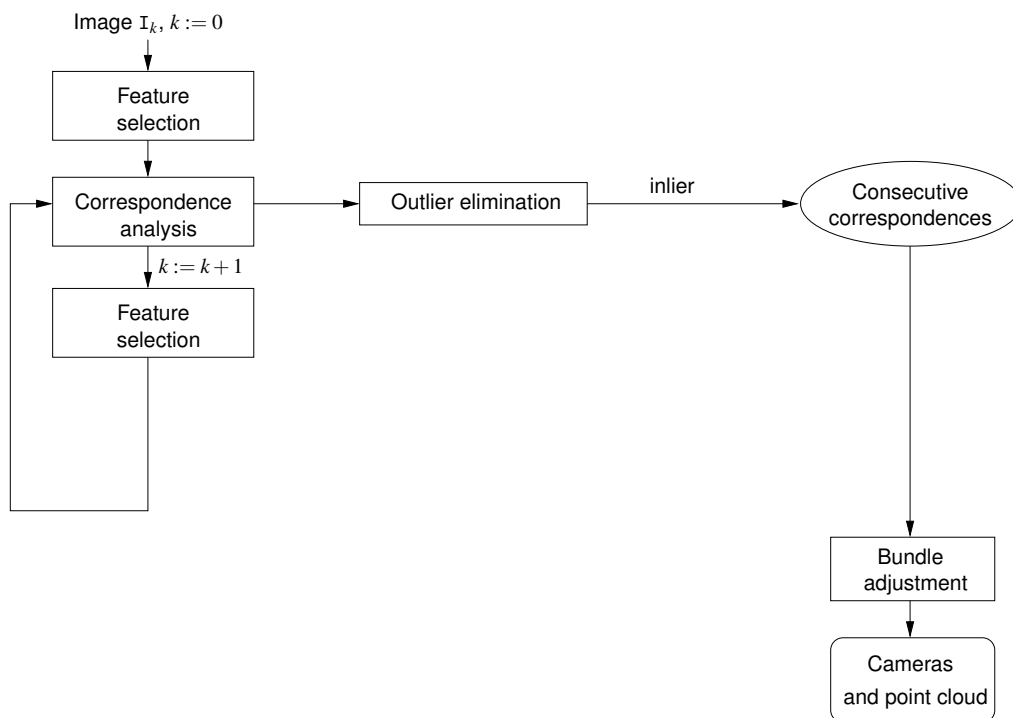 Image I_k, k := 0
Feature
selection
Correspondence
analysis
Outlier elimination
inlier
Consecutive
correspondences
k := k + 1
Feature
selection
Bundle
adjustment
Cameras
and point cloud